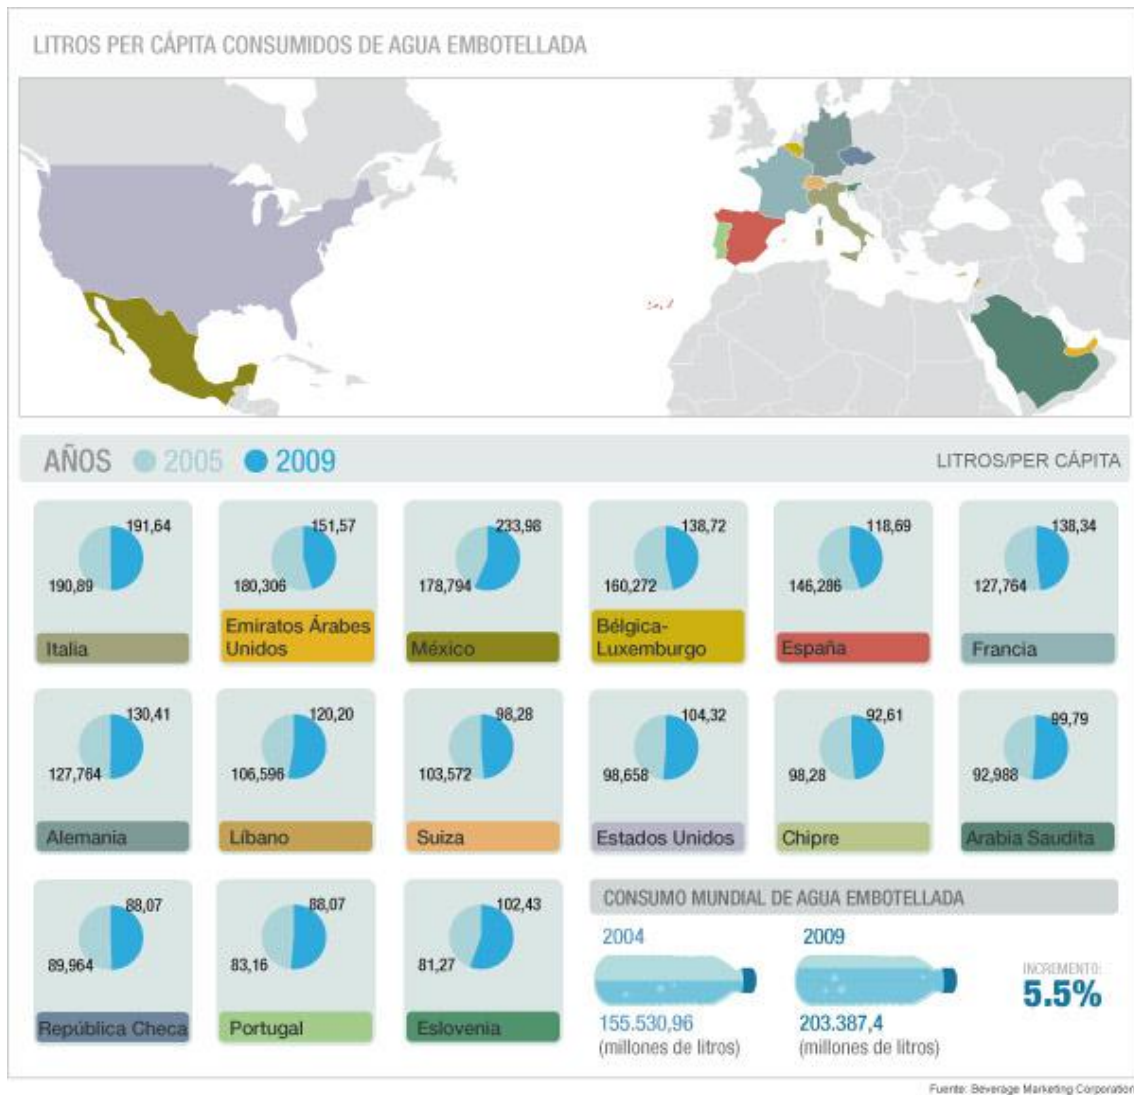 LITROS PER CÁPITA CONSUMIDOS DE AGUA EMBOTELLADA
AÑOS 2005 2009
LITROS/PER CÁPITA
191,64
190,89
Italia
151,57
180,306
Emiratos Árabes
Unidos
233,98
178,794
México
138,72
160,272
Bélgica-
Luxemburgo
118,69
146,286
España
138,34
127,764
Francia
130,41
127,764
Alemania
120,20
106,596
Líbano
98,28
103,572
Suiza
104,32
98,658
Estados Unidos
92,61
98,28
Chipre
99,79
92,988
Arabia Saudita
88,07
89,964
República Checa
88,07
83,16
Portugal
102,43
81,27
Eslovenia
CONSUMO MUNDIAL DE AGUA EMBOTELLADA
2004
155.530,96
(millones de litros)
2009
203.387,4
(millones de litros)
INCREMENTO:
5.5%
Fuente: Beverage Marketing Corporation